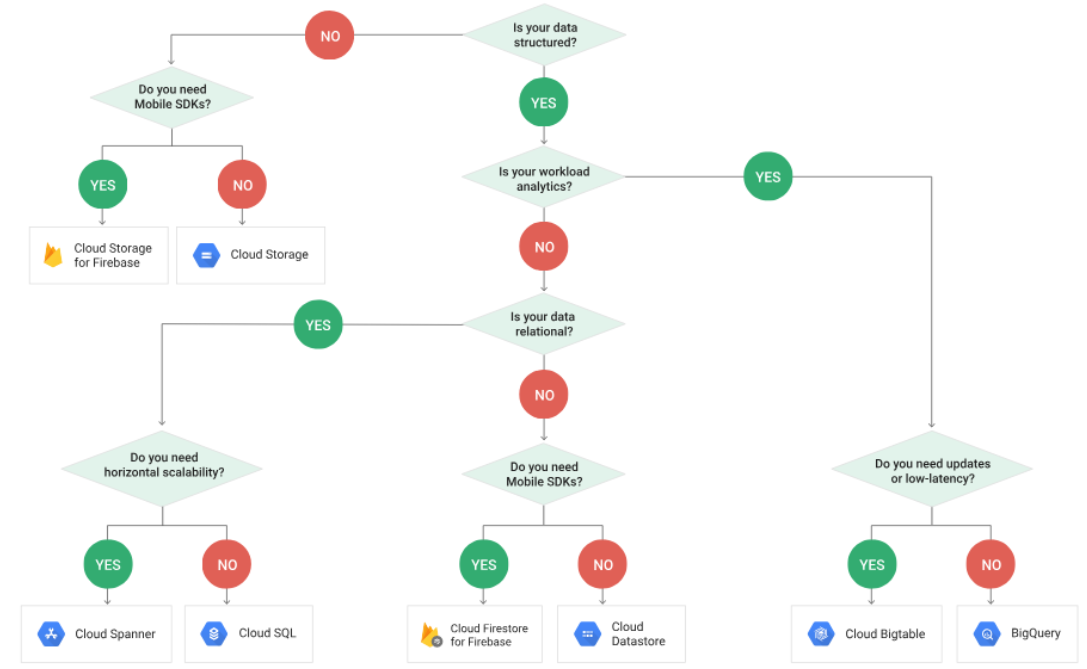 Is your data
structured?
NO
Do you need
Mobile SDKs?
YES
Is your workload
analytics?
YES
YES
NO
Cloud Storage
for Firebase
Cloud Storage
NO
Is your data
relational?
YES
NO
Do you need
horizontal scalability?
Do you need
Mobile SDKs?
Do you need updates
or low-latency?
YES
NO
YES
NO
YES
NO
Cloud Spanner
Cloud SQL
Cloud Firestore
for Firebase
Cloud
Datastore
Cloud Bigtable
BigQuery